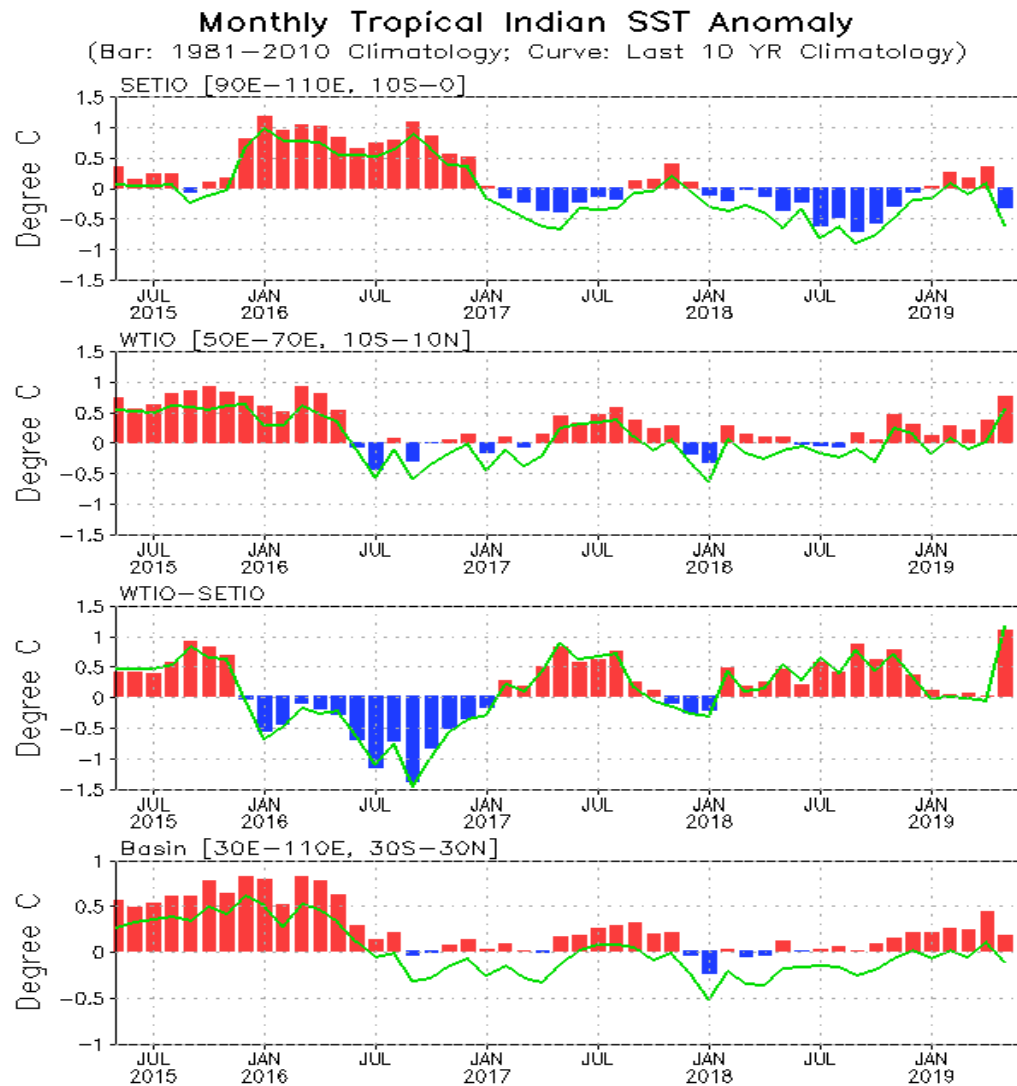 Monthly Tropical Indian SST Anomaly
(Bar: 1981-2010 Climatology; Curve: Last 10 YR Climatology)
SETIO [90E-110E, 10S-0]
Degree C
1.5
1
0.5
0
-0.5
-1
-1.5
JUL JAN JUL JAN JUL JAN JUL JAN
2015 2016 2017 2018 2019
WTIO [50E-70E, 10S-10N]
Degree C
1.5
1
0.5
0
-0.5
-1
-1.5
JUL JAN JUL JAN JUL JAN JUL JAN
2015 2016 2017 2018 2019
WTIO-SETIO
Degree C
1.5
1
0.5
0
-0.5
-1
-1.5
JUL JAN JUL JAN JUL JAN JUL JAN
2015 2016 2017 2018 2019
Basin [30E-110E, 30S-30N]
Degree C
1
0.5
0
-0.5
-1
JUL JAN JUL JAN JUL JAN JUL JAN
2015 2016 2017 2018 2019